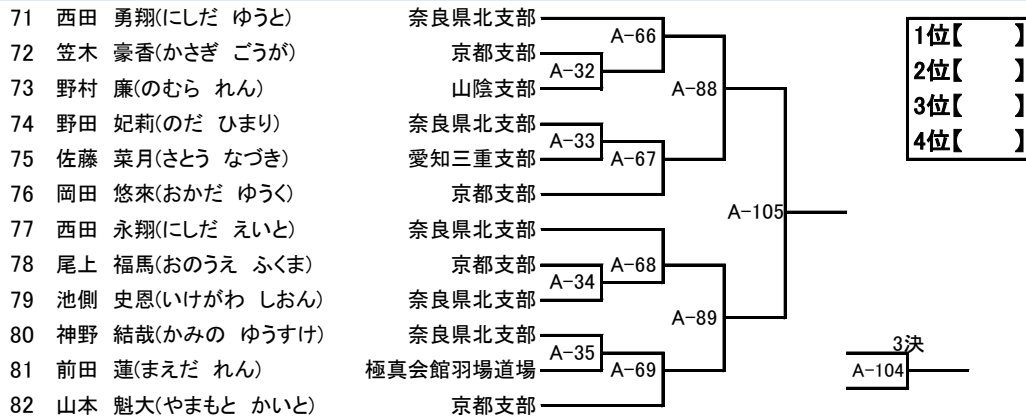 71 西田 勇翔(にしだ ゆうと) 奈良県北支部
72 笠木 豪香(かさぎ ごうが) 京都支部
73 野村 廉(のむら れん) 山陰支部
74 野田 妃莉(のだ ひまり) 奈良県北支部
75 佐藤 菜月(さとう なづき) 愛知三重支部
76 岡田 悠來(おかだ ゆうく) 京都支部
77 西田 永翔(にしだ えいと) 奈良県北支部
78 尾上 福馬(おのうえ ふくま) 京都支部
79 池側 史恩(いけがわ しおん) 奈良県北支部
80 神野 結哉(かみの ゆうすけ) 奈良県北支部
81 前田 蓮(まえだ れん) 極真会館羽場道場
82 山本 魁大(やまもと かいと) 京都支部
A-32
A-33
A-34
A-35
A-66
A-67
A-68
A-69
A-88
A-89
A-105
1位【 】
2位【 】
3位【 】
4位【 】
3決
A-104